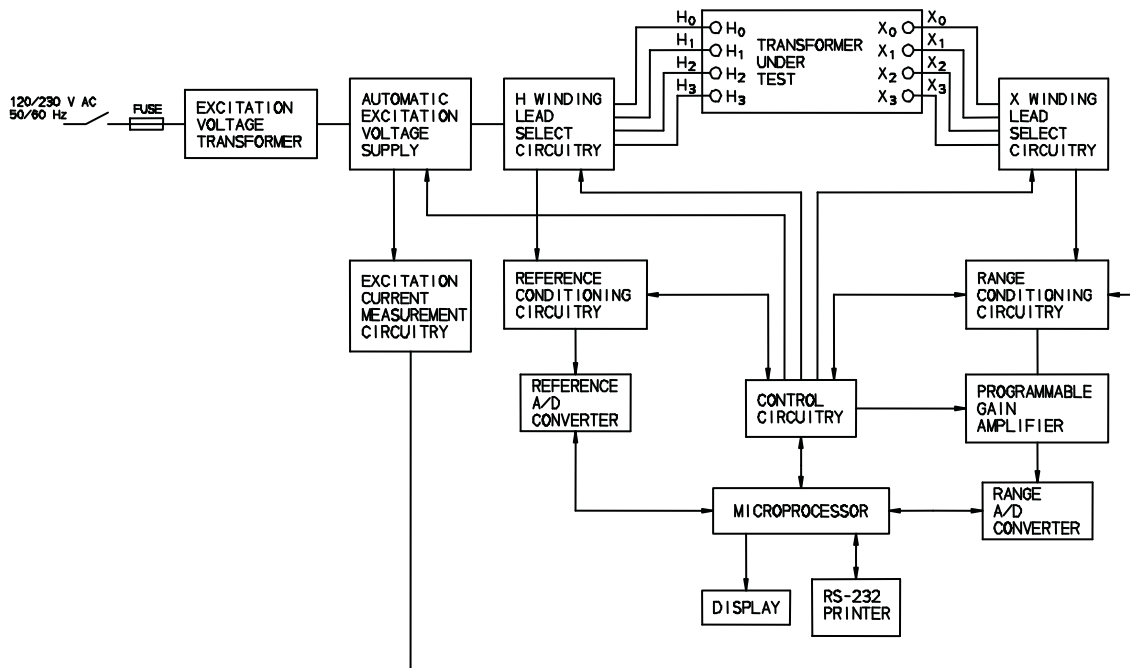 H0 H0
H1 H1
H2 H2
H3 H3
TRANSFORMER
UNDER
TEST
X0 X0
X1 X1
X2 X2
X3 X3
120/230 V AC
50/60 Hz
FUSE
EXCITATION
VOLTAGE
TRANSFORMER
AUTOMATIC
EXCITATION
VOLTAGE
SUPPLY
H WINDING
LEAD
SELECT
CIRCUITRY
X WINDING
LEAD
SELECT
CIRCUITRY
EXCITATION
CURRENT
MEASUREMENT
CIRCUITRY
REFERENCE
CONDITIONING
CIRCUITRY
RANGE
CONDITIONING
CIRCUITRY
REFERENCE
A/D
CONVERTER
CONTROL
CIRCUITRY
PROGRAMMABLE
GAIN
AMPLIFIER
MICROPROCESSOR
RANGE
A/D
CONVERTER
DISPLAY
RS-232
PRINTER